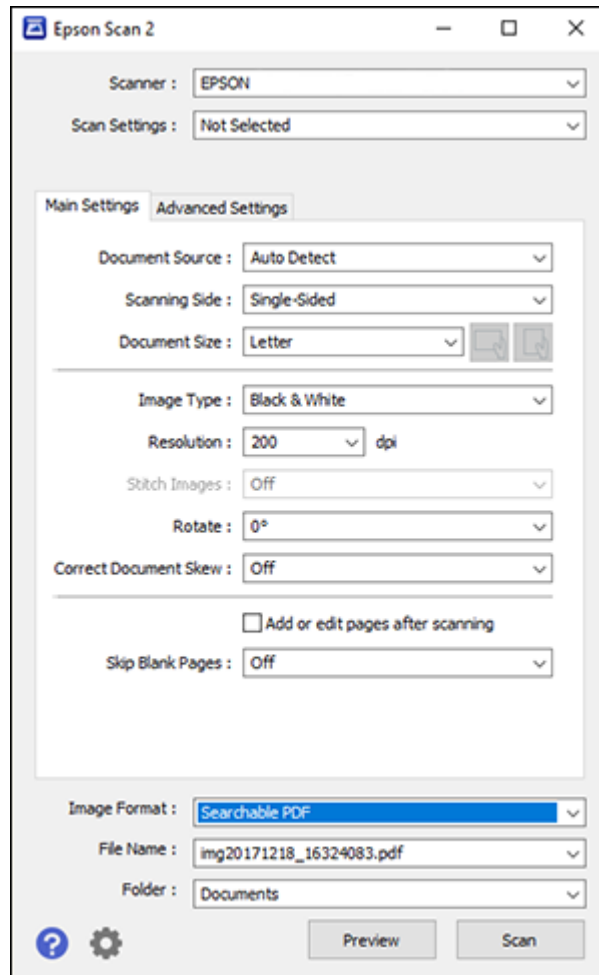 Epson Scan 2
Scanner : EPSON
Scan Settings : Not Selected
Main Settings Advanced Settings
Document Source : Auto Detect
Scanning Side : Single-Sided
Document Size : Letter
Image Type : Black & White
Resolution : 200 dpi
Stitch Images : Off
Rotate : 0°
Correct Document Skew : Off
Add or edit pages after scanning
Skip Blank Pages : Off
Image Format : Searchable PDF
File Name : img20171218_16324083.pdf
Folder : Documents
? Preview Scan